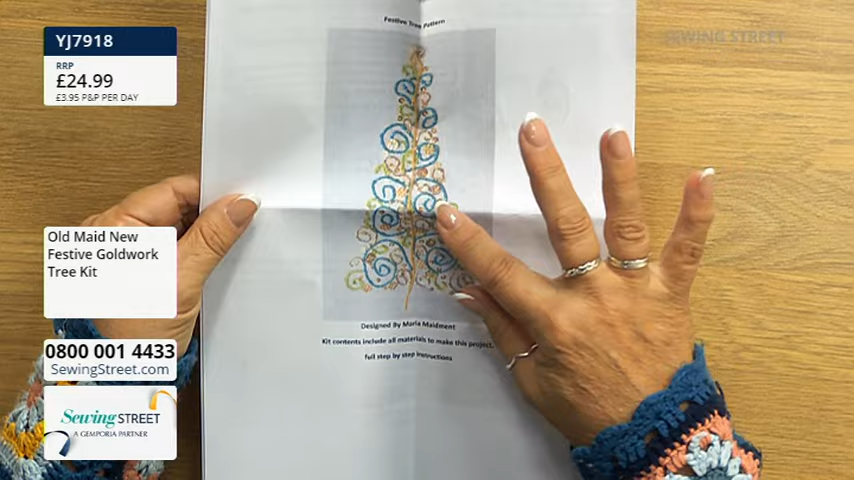 YJ7918
RRP
£24.99
£3.95 P&P PER DAY
Old Maid New
Festive Goldwork
Tree Kit
0800 001 4433
SewingStreet.com
Sewing STREET
A GEMPORIA PARTNER
SEWING STREET
Festive Tree Pattern
Designed By Maria Maidment
Kit contents include all materials to make this project,
full step by step instructions